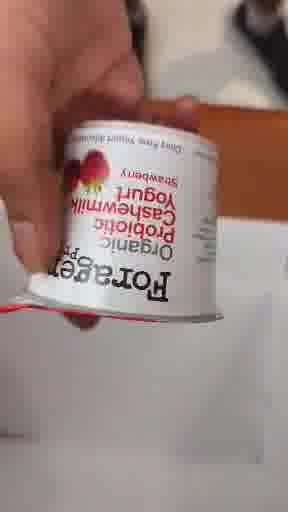 Forager
Organic
Probiotic
Cashewmilk
Yogurt
Strawberry
Dairy Free Yogurt Alternative